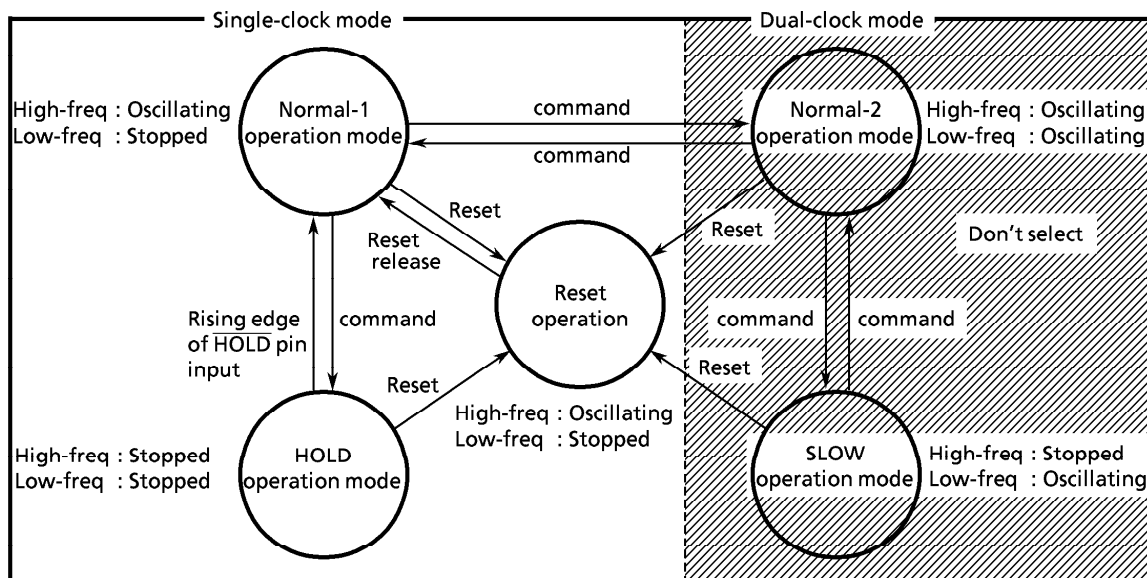 Single-clock mode
Dual-clock mode
High-freq : Oscillating
Low-freq : Stopped
Normal-1
operation mode
command
command
Normal-2
operation mode
High-freq : Oscillating
Low-freq : Oscillating
Reset
Reset
release
Reset
Don't select
Reset
operation
Rising edge
of HOLD pin
input
command
command
command
Reset
Reset
High-freq : Oscillating
Low-freq : Stopped
High-freq : Stopped
Low-freq : Stopped
HOLD
operation mode
SLOW
operation mode
High-freq : Stopped
Low-freq : Oscillating